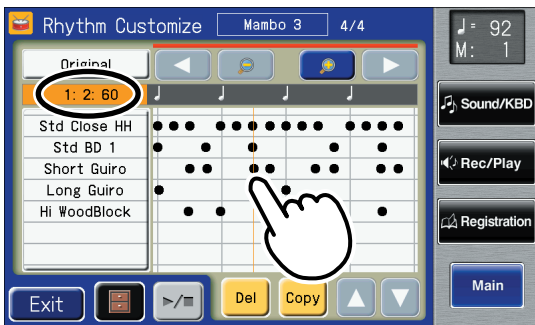 Rhythm Customize Mambo 3 4/4
♩= 92
M: 1
Original
1: 2: 60
Std Close HH
Std BD 1
Short Guiro
Long Guiro
Hi WoodBlock
Sound/KBD
Rec/Play
Registration
Main
Exit
Del
Copy